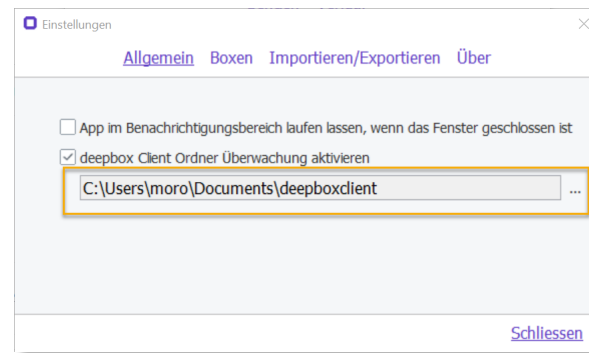 Einstellungen
Allgemein Boxen Importieren/Exportieren Über
App im Benachrichtigungsbereich laufen lassen, wenn das Fenster geschlossen ist
deepbox Client Ordner Überwachung aktivieren
C:\Users\moro\Documents\deepboxclient ...
Schliessen